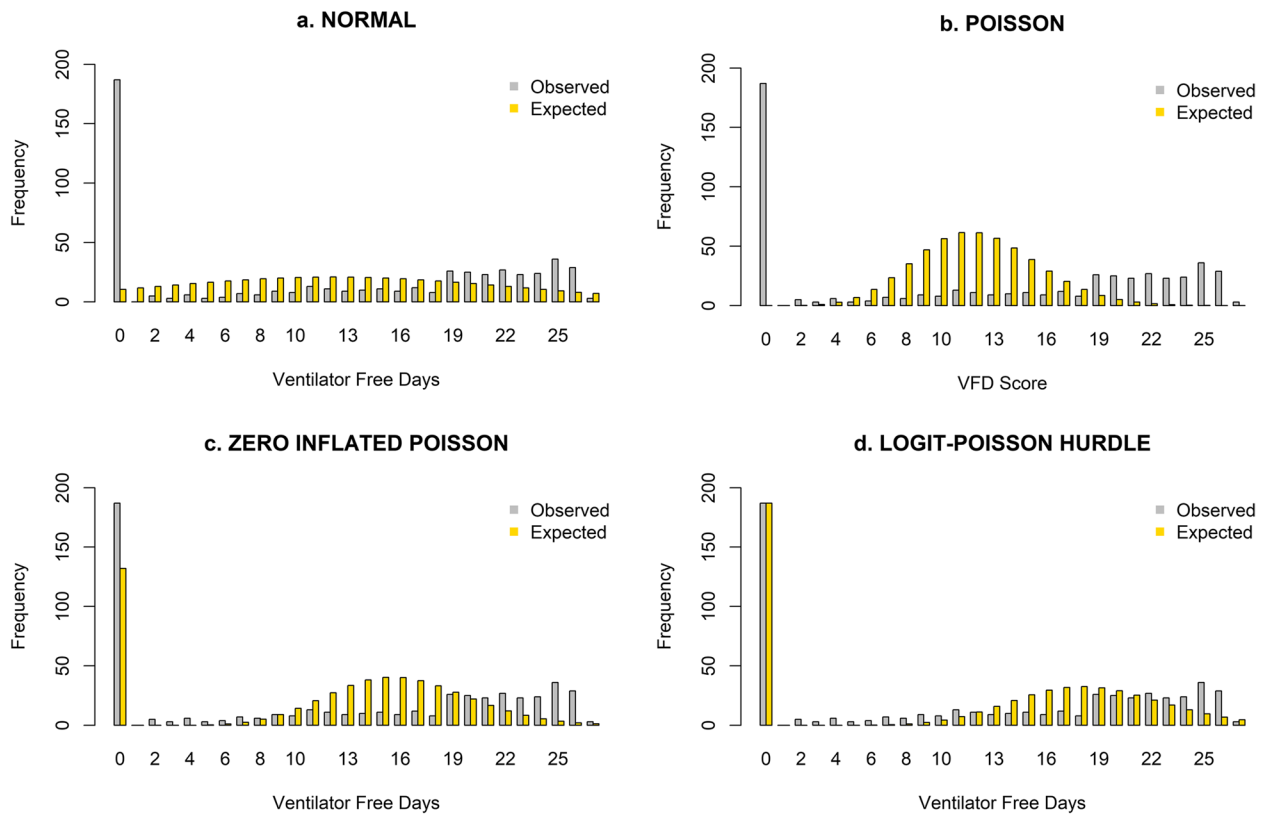 a. NORMAL
Frequency
200
150
100
50
0
Observed
Expected
0 2 4 6 8 10 13 16 19 22 25
Ventilator Free Days
b. POISSON
Frequency
200
150
100
50
0
Observed
Expected
0 2 4 6 8 10 13 16 19 22 25
VFD Score
c. ZERO INFLATED POISSON
Frequency
200
150
100
50
0
Observed
Expected
0 2 4 6 8 10 13 16 19 22 25
Ventilator Free Days
d. LOGIT-POISSON HURDLE
Frequency
200
150
100
50
0
Observed
Expected
0 2 4 6 8 10 13 16 19 22 25
Ventilator Free Days